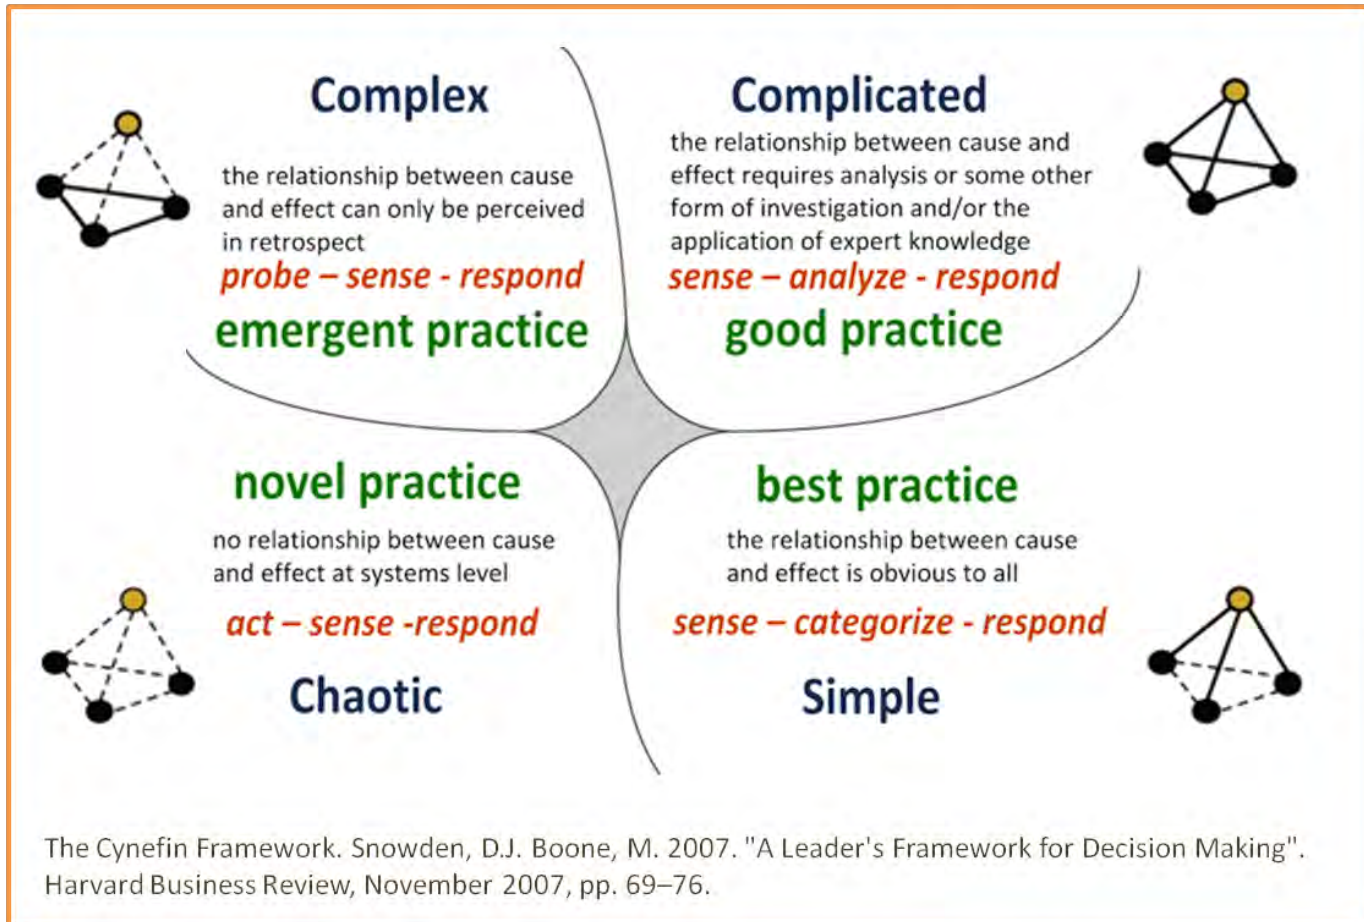 Complex
the relationship between cause
and effect can only be perceived
in retrospect
probe – sense - respond
emergent practice
Complicated
the relationship between cause and
effect requires analysis or some other
form of investigation and/or the
application of expert knowledge
sense – analyze - respond
good practice
novel practice
no relationship between cause
and effect at systems level
act – sense -respond
Chaotic
best practice
the relationship between cause
and effect is obvious to all
sense – categorize - respond
Simple
The Cynefin Framework. Snowden, D.J. Boone, M. 2007. "A Leader's Framework for Decision Making".
Harvard Business Review, November 2007, pp. 69–76.